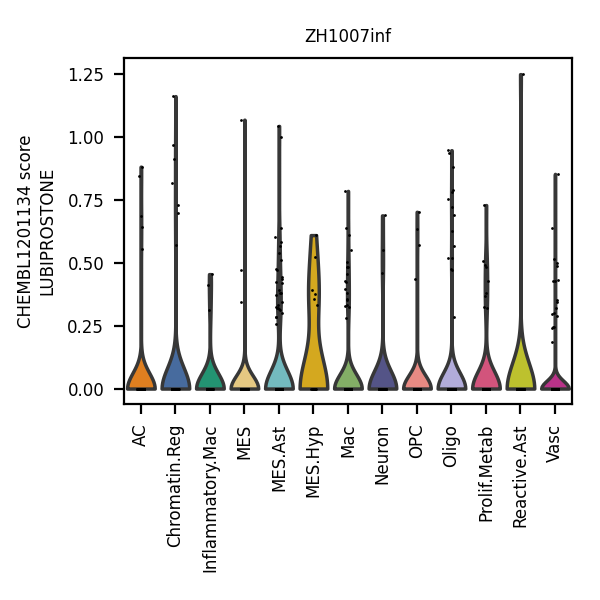 ZH1007inf
CHEMBL1201134 score
LUBIPROSTONE
1.25
1.00
0.75
0.50
0.25
0.00
AC
Chromatin.Reg
Inflammatory.Mac
MES
MES.Ast
MES.Hyp
Mac
Neuron
OPC
Oligo
Prolif.Metab
Reactive.Ast
Vasc